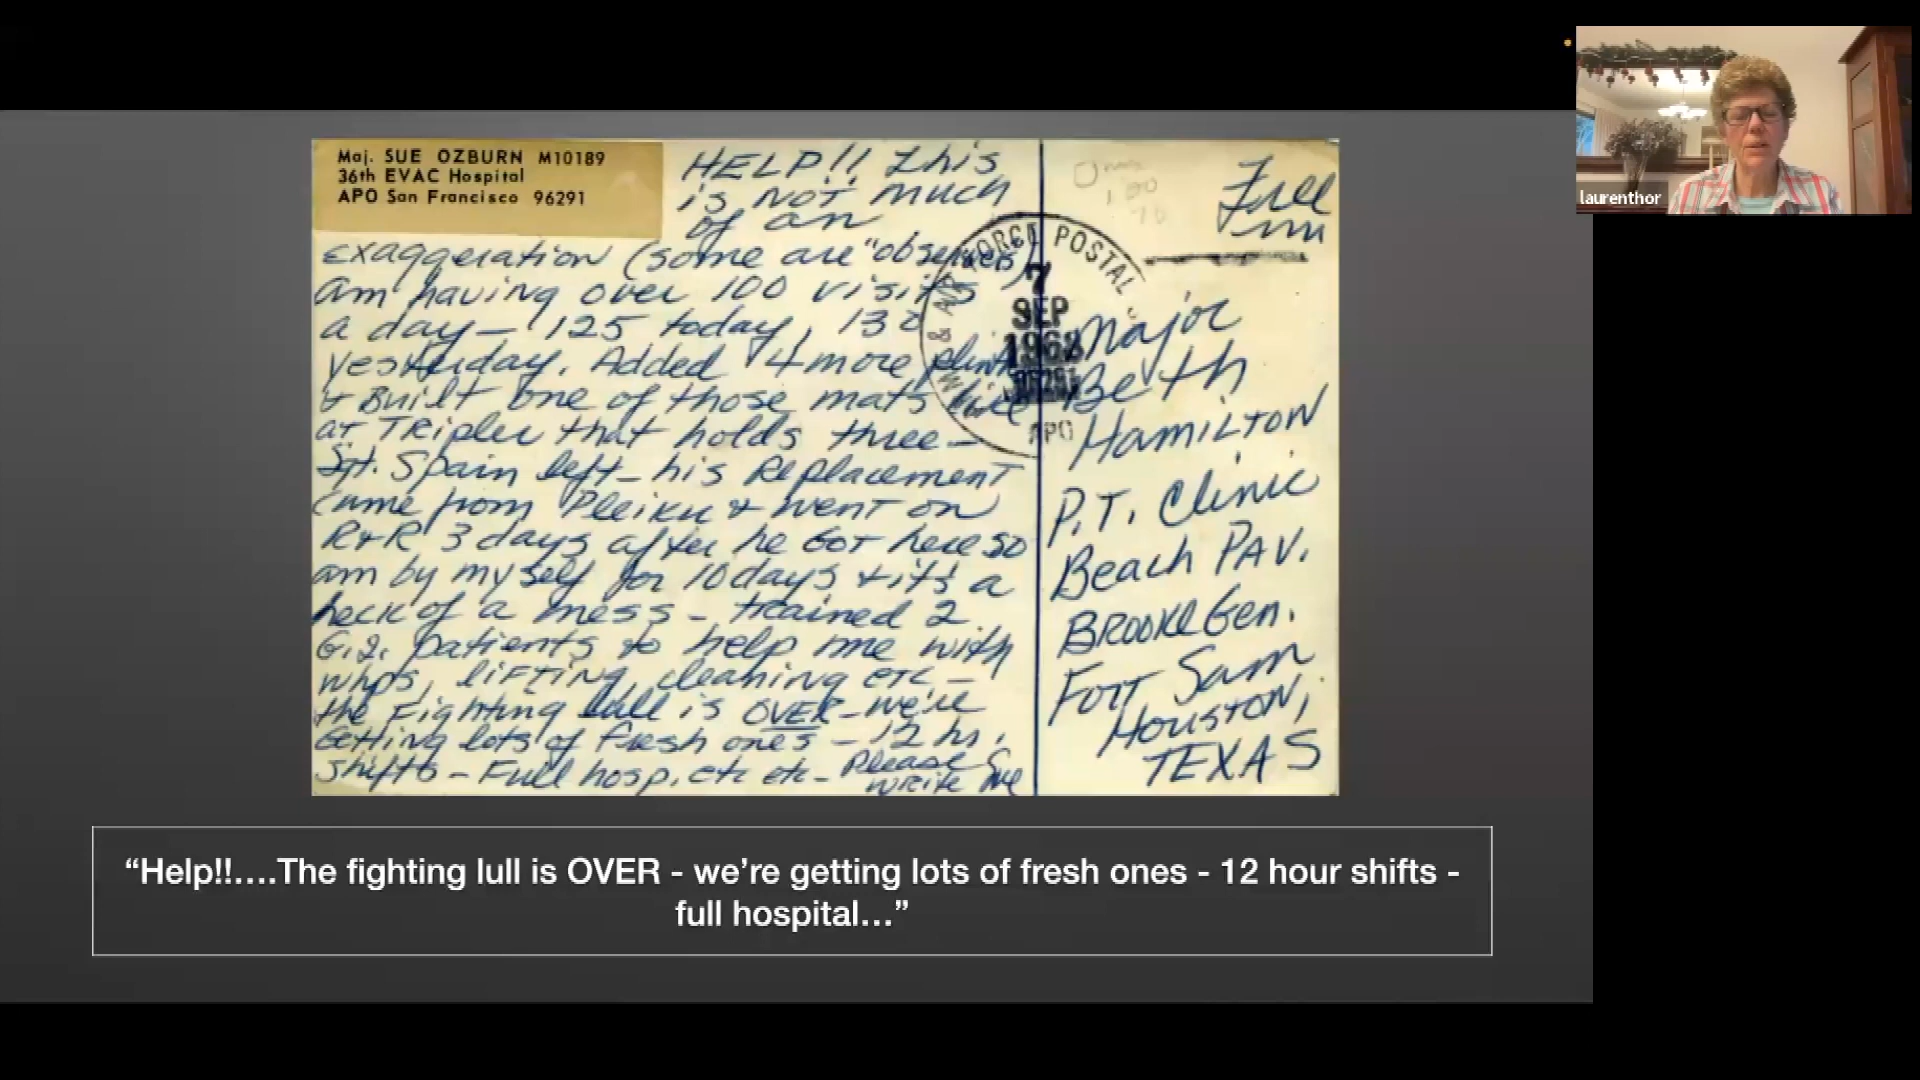 Maj. SUE OZBURN M10189
36th EVAC Hospital
APO San Francisco 96291
HELP!! This
is NOT much
of an
exaggeration (some are "observers")
am having over 100 visits
a day — 125 today, 130
yesterday. Added 4 more plinths
& Built one of those mats like
at Tripler that holds three —
Sgt. Spain left — his Replacement
came from Pleiku & went on
R&R 3 days after he GOT here so
am by myself for 10 days & it's a
heck of a mess — trained 2
G.I. patients to help me with
whps, lifting, cleaning etc —
the Fighting lull is OVER — we're
Getting lots of fresh ones — 12 hr.
shifts — Full hosp, etc etc — Please
write Sue
Free
& AIR FORCE POSTAL
7
SEP
1968
APO
Major
Beth
HAMILTON
P.T. Clinic
Beach PAV.
BROOKE Gen.
FORT Sam
HOUSTON,
TEXAS
laurenthor
“Help!!....The fighting lull is OVER - we’re getting lots of fresh ones - 12 hour shifts -
full hospital...”